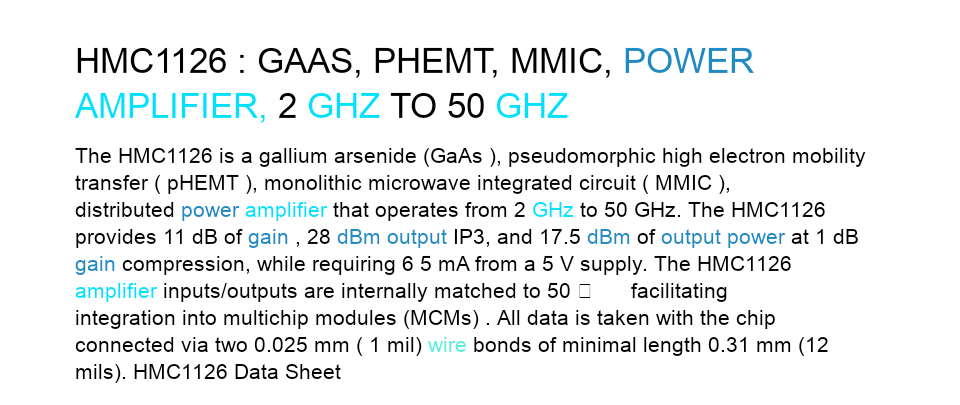 HMC1126 : GAAS, PHEMT, MMIC, POWER
AMPLIFIER, 2 GHZ TO 50 GHZ
The HMC1126 is a gallium arsenide (GaAs ), pseudomorphic high electron mobility
transfer ( pHEMT ), monolithic microwave integrated circuit ( MMIC ),
distributed power amplifier that operates from 2 GHz to 50 GHz. The HMC1126
provides 11 dB of gain , 28 dBm output IP3, and 17.5 dBm of output power at 1 dB
gain compression, while requiring 6 5 mA from a 5 V supply. The HMC1126
amplifier inputs/outputs are internally matched to 50 □ facilitating
integration into multichip modules (MCMs) . All data is taken with the chip
connected via two 0.025 mm ( 1 mil) wire bonds of minimal length 0.31 mm (12
mils). HMC1126 Data Sheet